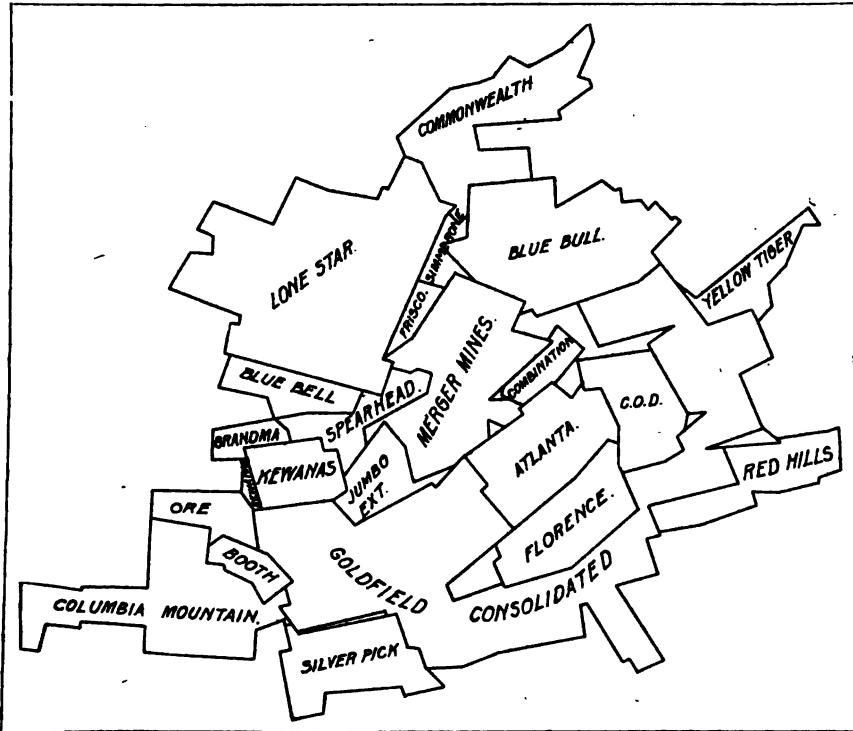 COMMONWEALTH
SIMMERONE
BLUE BULL.
LONE STAR.
YELLOW TIGER
FRISCO.
MERGER MINES.
COMBINATION
BLUE BELL
SPEARHEAD.
C.O.D.
GRANDMA
ATLANTA.
KEWANAS
JUMBO
EXT.
RED HILLS
ORE
FLORENCE.
BOOTH
GOLDFIELD
CONSOLIDATED
COLUMBIA MOUNTAIN.
SILVER PICK